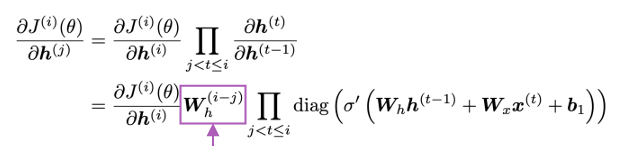 ∂J^(i)(θ)/∂h^(j) = ∂J^(i)(θ)/∂h^(i) ∏_{j<t≤i} ∂h^(t)/∂h^(t−1)
= ∂J^(i)(θ)/∂h^(i) W_h^(i−j) ∏_{j<t≤i} diag(σ′(W_h h^(t−1) + W_x x^(t) + b_1))